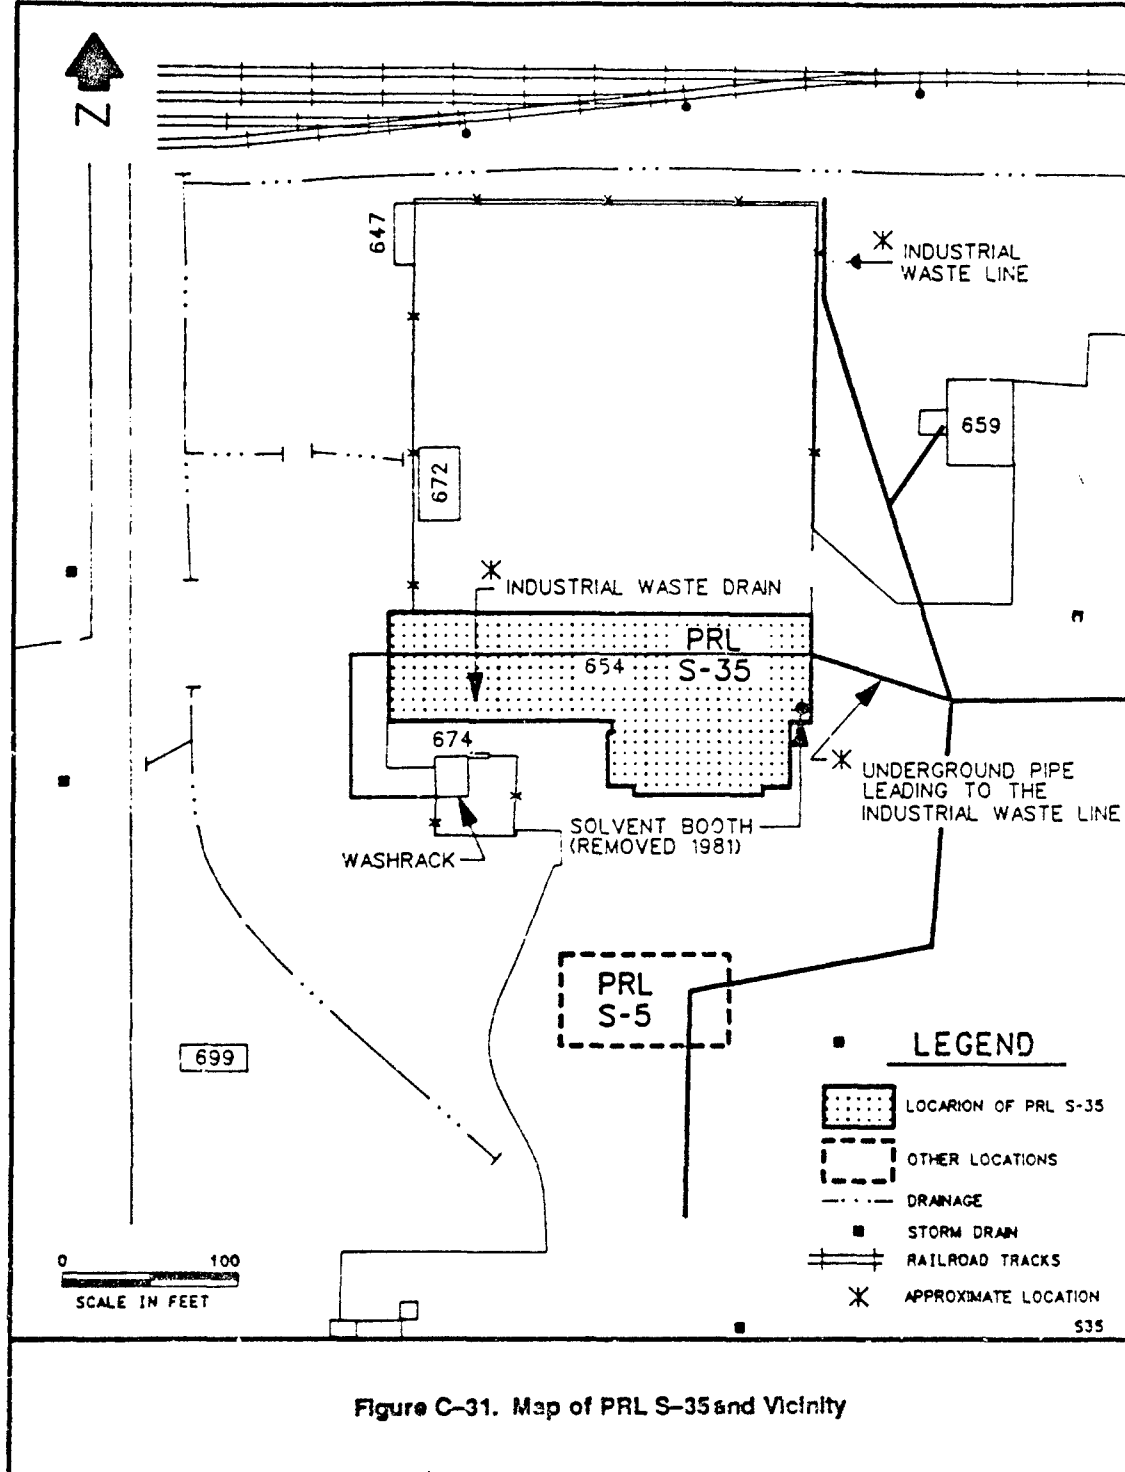 N
647
INDUSTRIAL
WASTE LINE
659
672
INDUSTRIAL WASTE DRAIN
PRL
S-35
654
674
UNDERGROUND PIPE
LEADING TO THE
INDUSTRIAL WASTE LINE
SOLVENT BOOTH
(REMOVED 1981)
WASHRACK
PRL
S-5
699
LEGEND
LOCARION OF PRL S-35
OTHER LOCATIONS
DRAINAGE
STORM DRAIN
RAILROAD TRACKS
APPROXIMATE LOCATION
0 100
SCALE IN FEET
S35
Figure C-31. Map of PRL S-35 and Vicinity